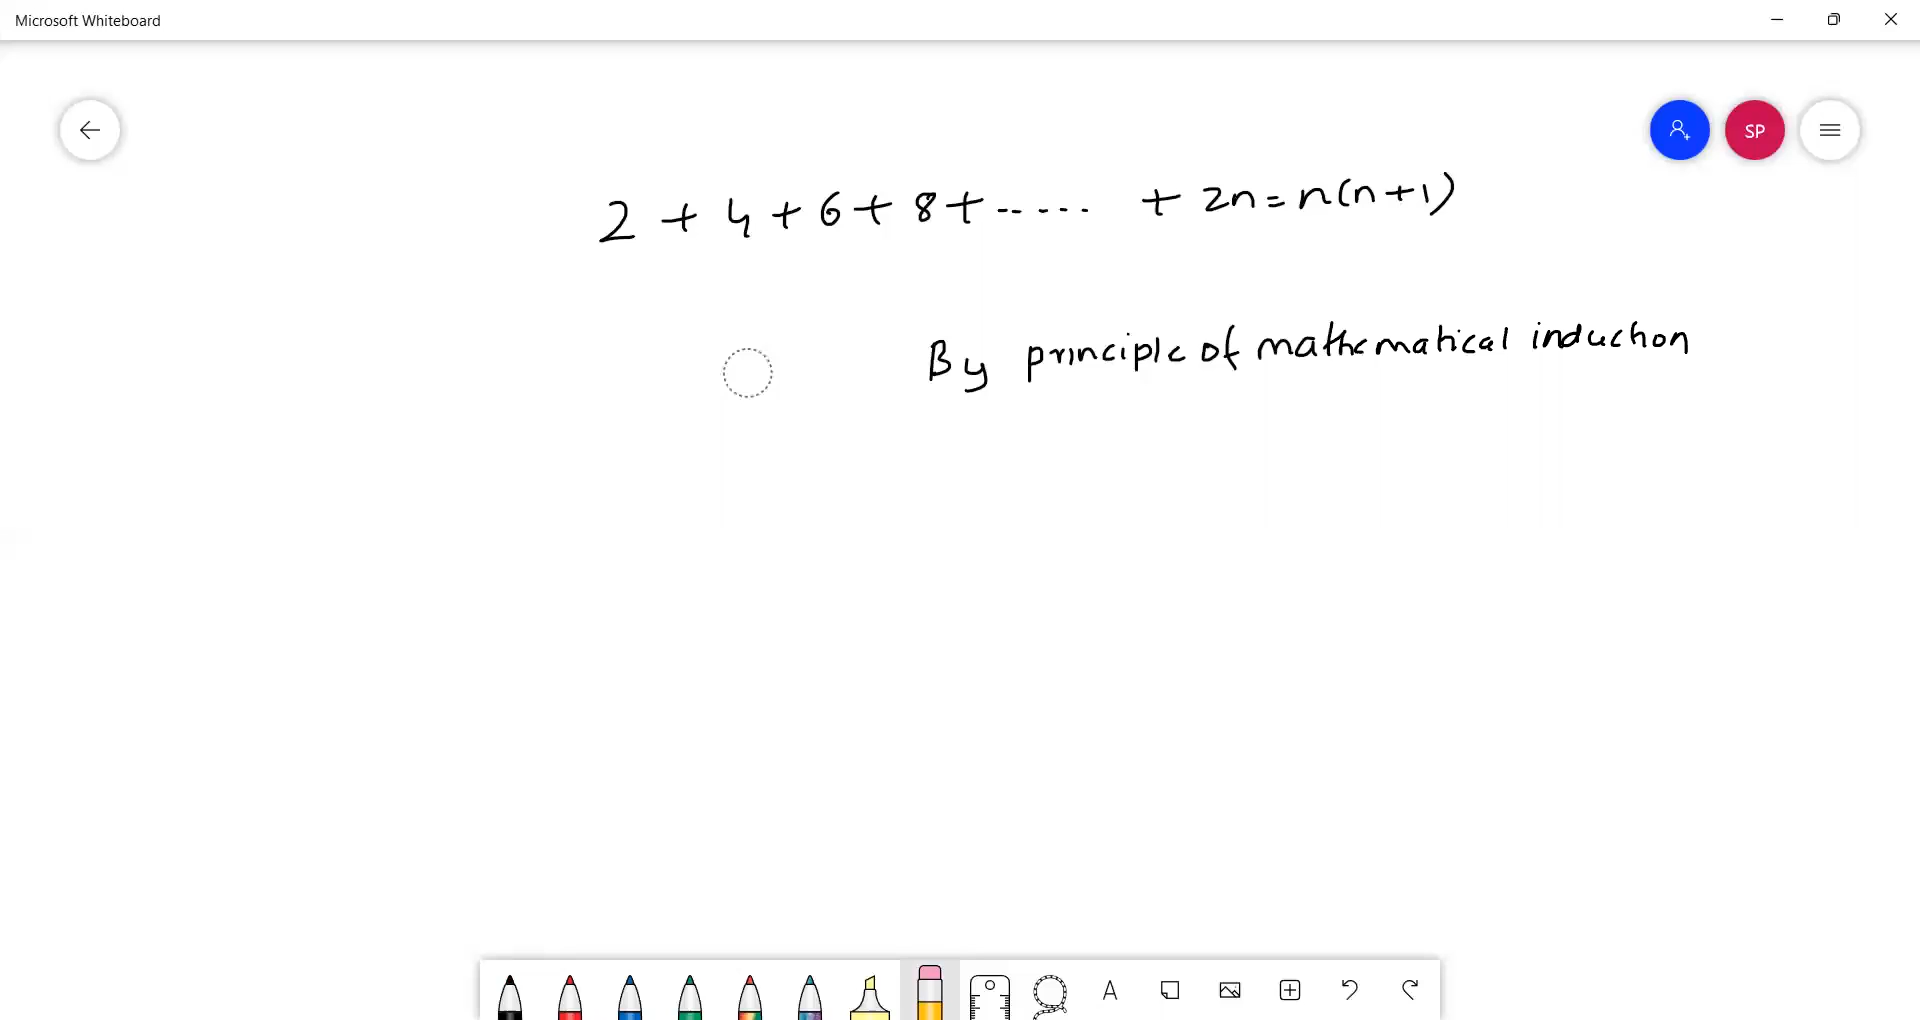 Microsoft Whiteboard
SP
2 + 4 + 6 + 8 + ..... + 2n = n(n+1)
By principle of mathematical induction
A